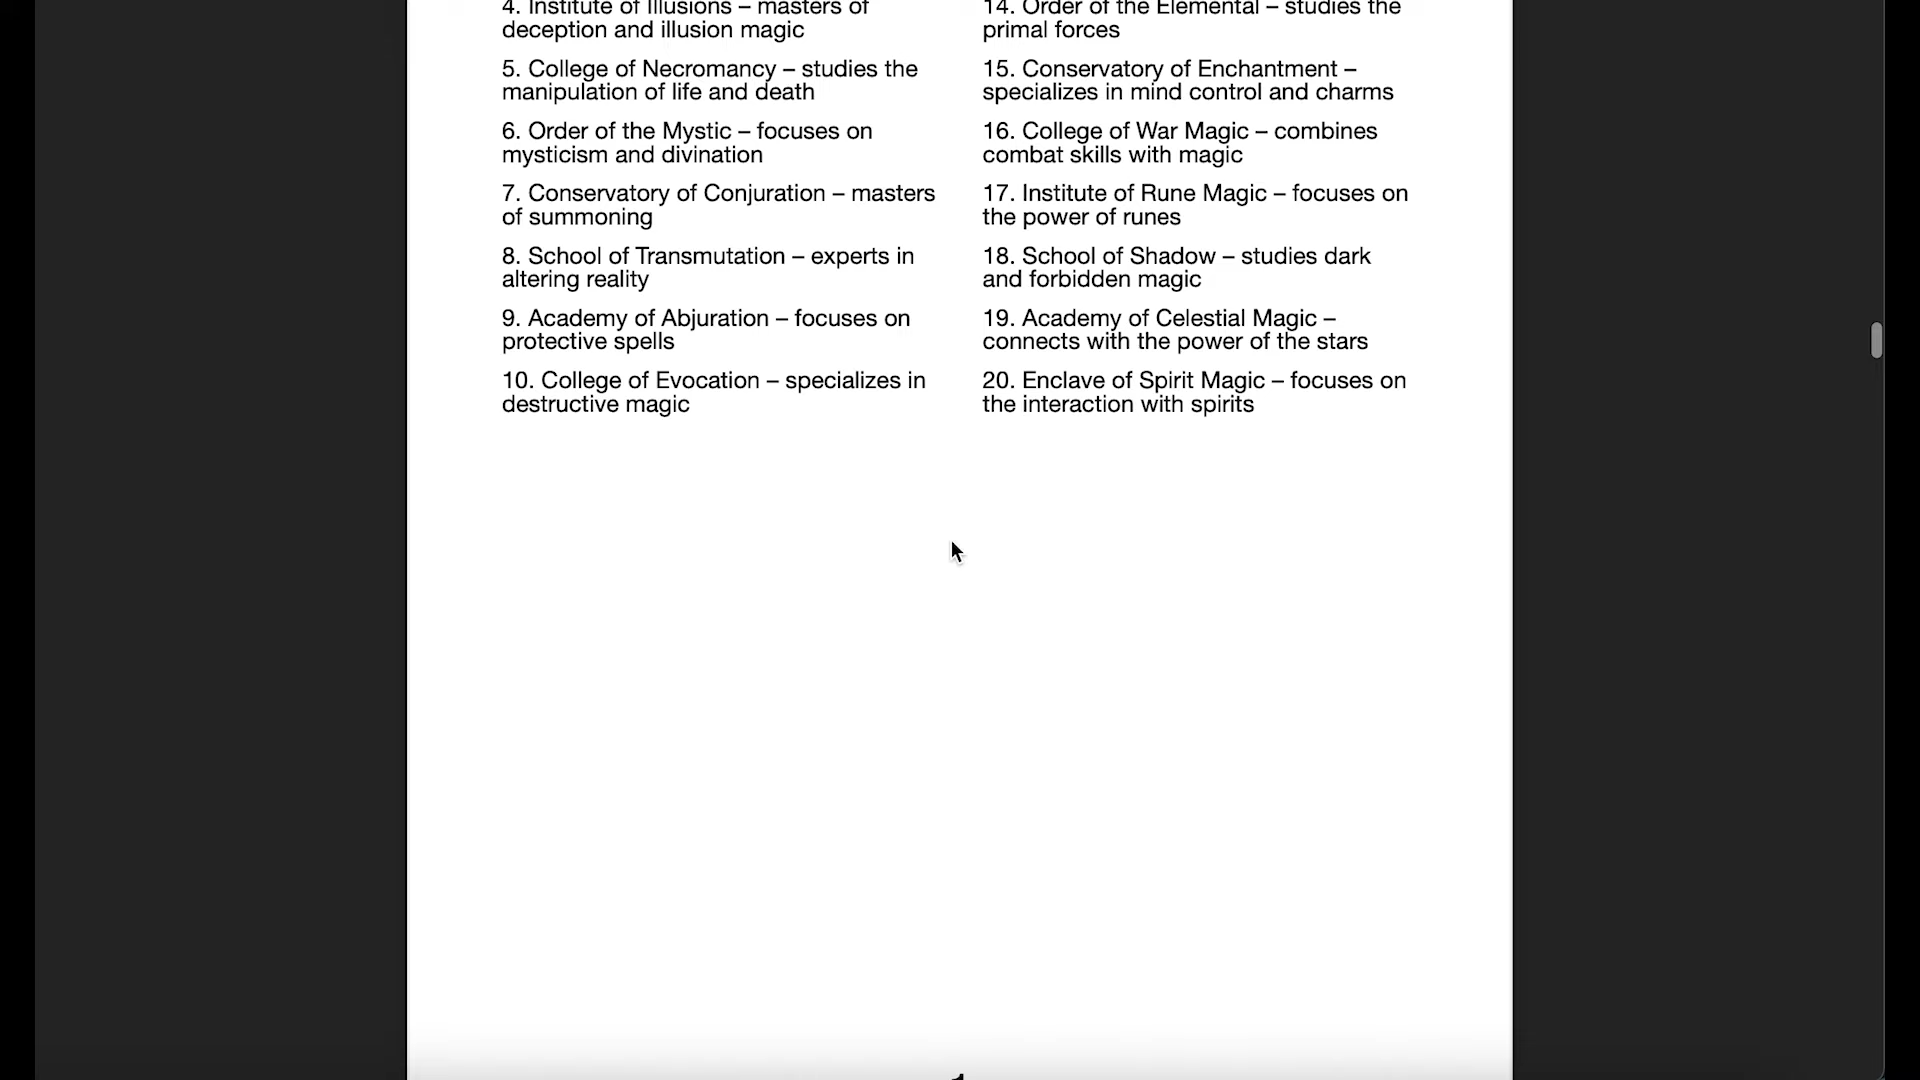 4. Institute of Illusions – masters of
deception and illusion magic
5. College of Necromancy – studies the
manipulation of life and death
6. Order of the Mystic – focuses on
mysticism and divination
7. Conservatory of Conjuration – masters
of summoning
8. School of Transmutation – experts in
altering reality
9. Academy of Abjuration – focuses on
protective spells
10. College of Evocation – specializes in
destructive magic
14. Order of the Elemental – studies the
primal forces
15. Conservatory of Enchantment –
specializes in mind control and charms
16. College of War Magic – combines
combat skills with magic
17. Institute of Rune Magic – focuses on
the power of runes
18. School of Shadow – studies dark
and forbidden magic
19. Academy of Celestial Magic –
connects with the power of the stars
20. Enclave of Spirit Magic – focuses on
the interaction with spirits